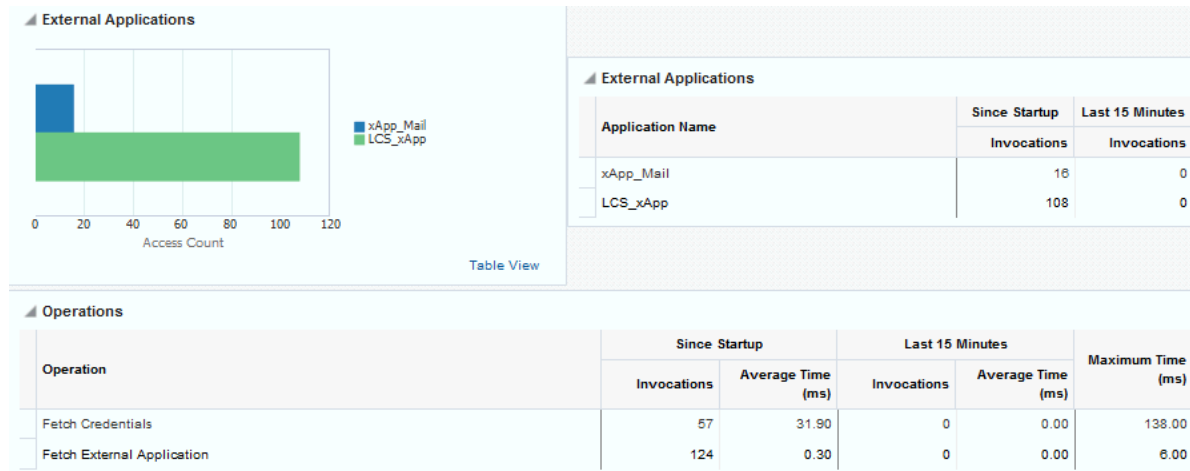 External Applications
xApp_Mail
LCS_xApp
0 20 40 60 80 100 120
Access Count
Table View
External Applications
Application Name Since Startup Last 15 Minutes
Invocations Invocations
xApp_Mail 16 0
LCS_xApp 108 0
Operations
Operation Since Startup Last 15 Minutes Maximum Time (ms)
Invocations Average Time (ms) Invocations Average Time (ms)
Fetch Credentials 57 31.90 0 0.00 138.00
Fetch External Application 124 0.30 0 0.00 6.00